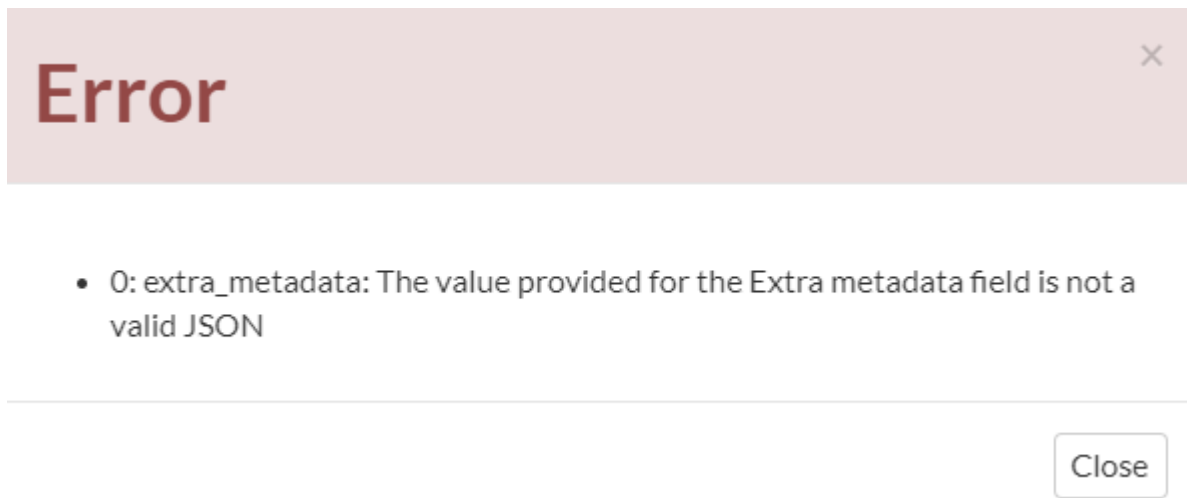 Error
×
• 0: extra_metadata: The value provided for the Extra metadata field is not a
valid JSON
Close